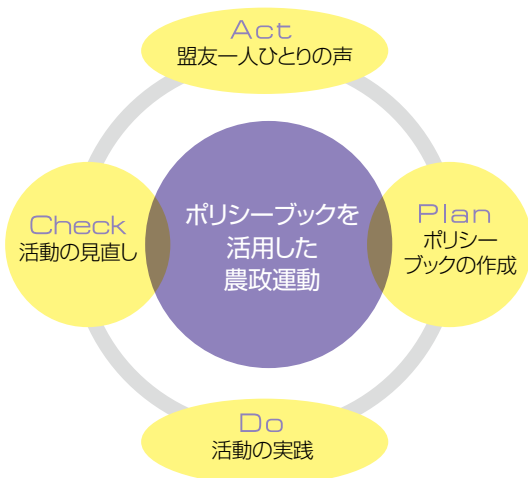 Act
盟友一人ひとりの声
Plan
ポリシー
ブックの作成
Do
活動の実践
Check
活動の見直し
ポリシーブックを
活用した
農政運動